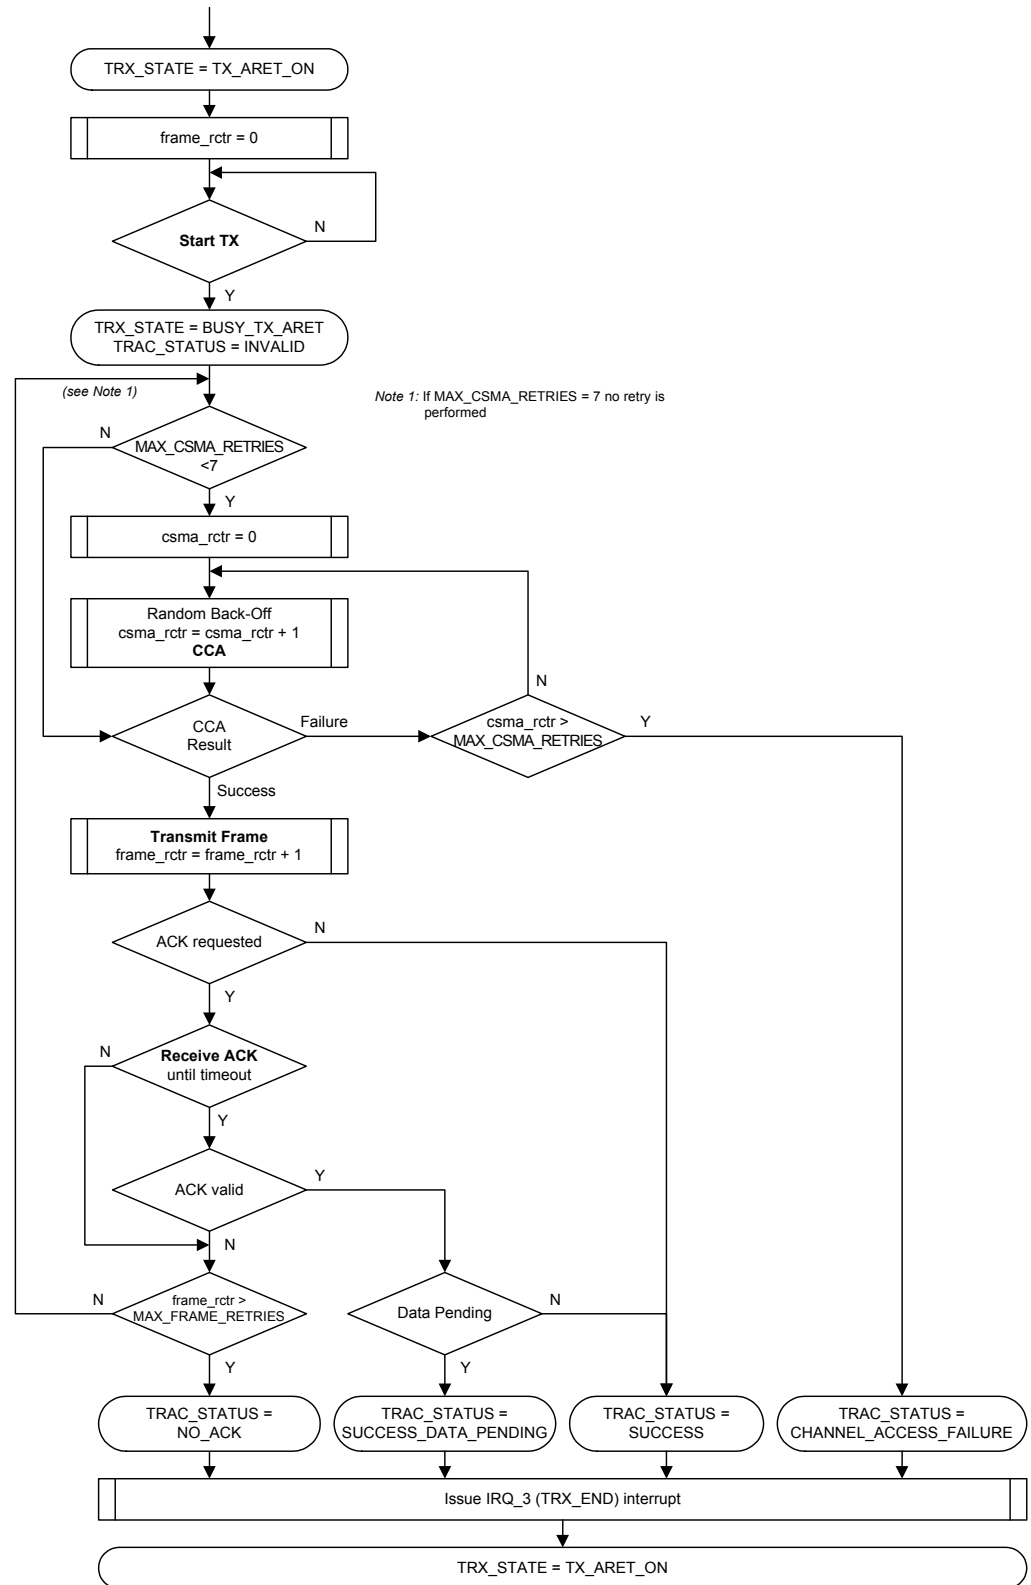 TRX_STATE = TX_ARET_ON
frame_rctr = 0
N
Start TX
Y
TRX_STATE = BUSY_TX_ARET
TRAC_STATUS = INVALID
(see Note 1)
Note 1: If MAX_CSMA_RETRIES = 7 no retry is
performed
N
MAX_CSMA_RETRIES
<7
Y
csma_rctr = 0
Random Back-Off
csma_rctr = csma_rctr + 1
CCA
N
CCA
Result
Failure
csma_rctr >
MAX_CSMA_RETRIES
Y
Success
Transmit Frame
frame_rctr = frame_rctr + 1
N
ACK requested
Y
N
Receive ACK
until timeout
Y
Y
ACK valid
N
N
frame_rctr >
MAX_FRAME_RETRIES
Data Pending
N
Y
Y
TRAC_STATUS =
NO_ACK
TRAC_STATUS =
SUCCESS_DATA_PENDING
TRAC_STATUS =
SUCCESS
TRAC_STATUS =
CHANNEL_ACCESS_FAILURE
Issue IRQ_3 (TRX_END) interrupt
TRX_STATE = TX_ARET_ON